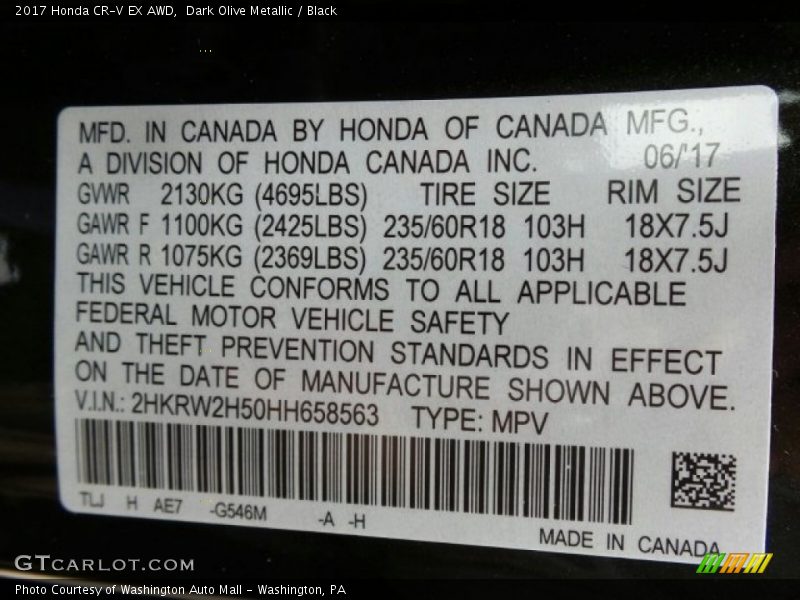 2017 Honda CR-V EX AWD, Dark Olive Metallic / Black
MFD. IN CANADA BY HONDA OF CANADA MFG.,
A DIVISION OF HONDA CANADA INC. 06/'17
GVWR 2130KG (4695LBS) TIRE SIZE RIM SIZE
GAWR F 1100KG (2425LBS) 235/60R18 103H 18X7.5J
GAWR R 1075KG (2369LBS) 235/60R18 103H 18X7.5J
THIS VEHICLE CONFORMS TO ALL APPLICABLE
FEDERAL MOTOR VEHICLE SAFETY
AND THEFT PREVENTION STANDARDS IN EFFECT
ON THE DATE OF MANUFACTURE SHOWN ABOVE.
V.I.N.: 2HKRW2H50HH658563 TYPE: MPV
TLJ H AE7 -G546M -A -H
MADE IN CANADA
GTCARLOT.COM
Photo Courtesy of Washington Auto Mall - Washington, PA